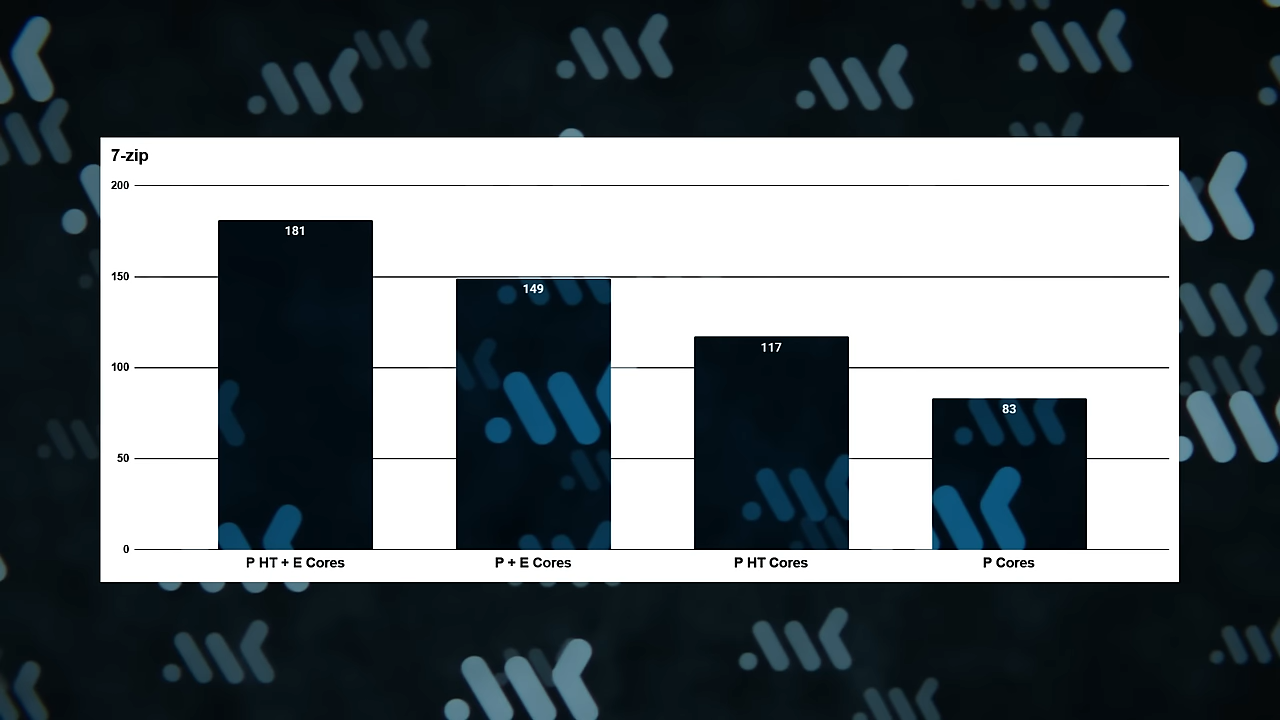 7-zip
200
181
150
149
117
100
83
50
0
P HT + E Cores
P + E Cores
P HT Cores
P Cores